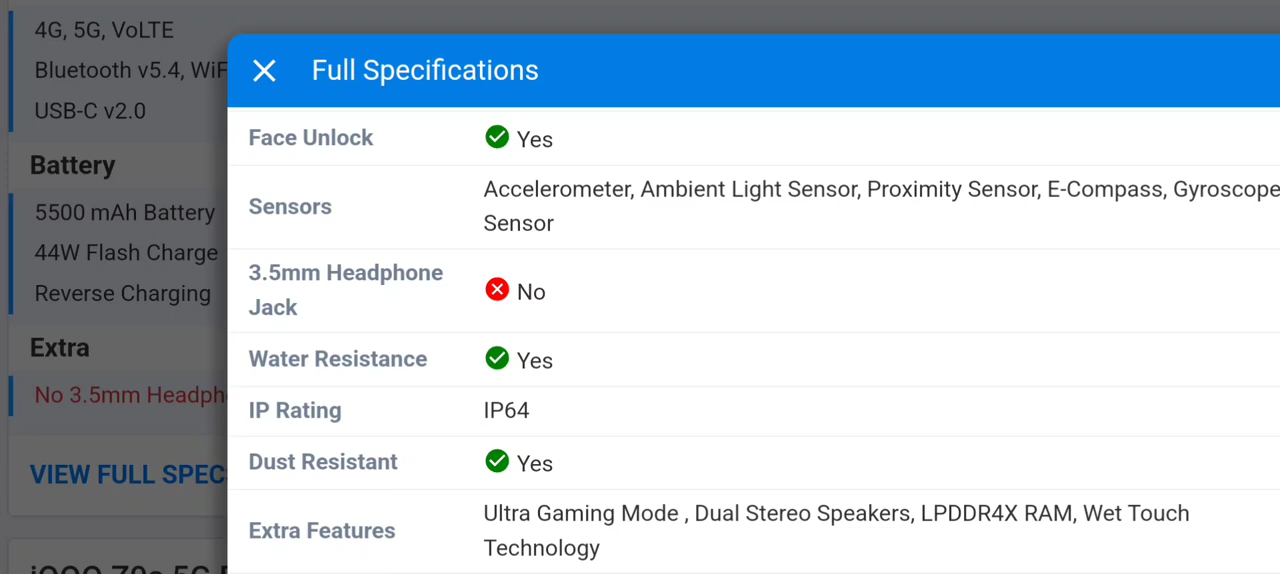 4G, 5G, VoLTE
Bluetooth v5.4, WiF
USB-C v2.0
Battery
5500 mAh Battery
44W Flash Charge
Reverse Charging
Extra
No 3.5mm Headph
VIEW FULL SPEC
Full Specifications
Face Unlock
Yes
Sensors
Accelerometer, Ambient Light Sensor, Proximity Sensor, E-Compass, Gyroscope
Sensor
3.5mm Headphone
Jack
No
Water Resistance
Yes
IP Rating
IP64
Dust Resistant
Yes
Extra Features
Ultra Gaming Mode , Dual Stereo Speakers, LPDDR4X RAM, Wet Touch
Technology